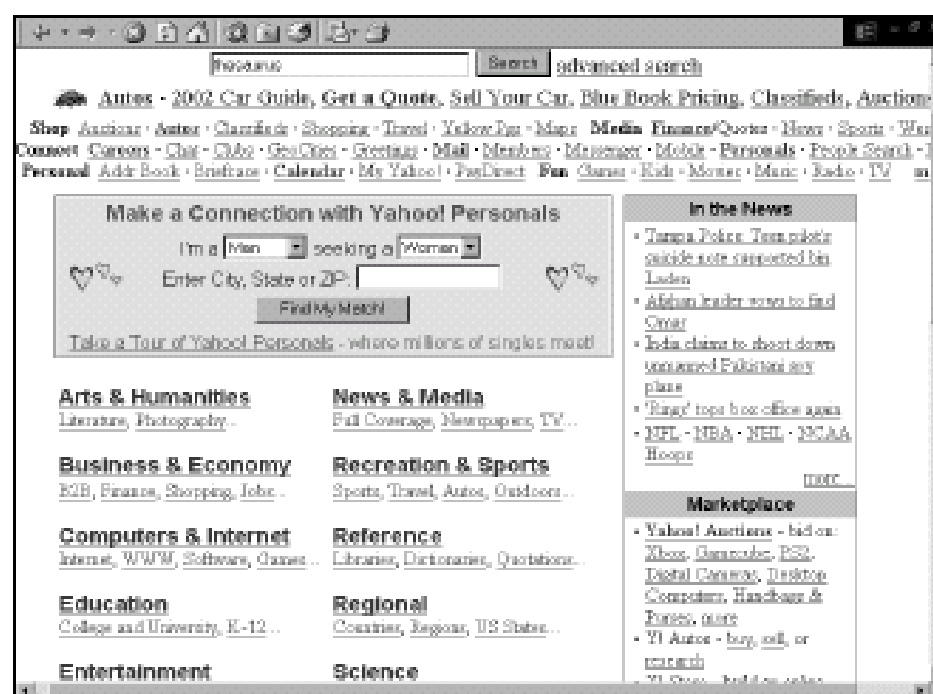 thesaurus Search advanced search
Autos - 2002 Car Guide, Get a Quote, Sell Your Car, Blue Book Pricing, Classifieds, Auctions
Shop Auctions · Autos · Classifieds · Shopping · Travel · Yellow Pgs · Maps Media Finance/Quotes · News · Sports · Wea
Connect Careers · Chat · Clubs · GeoCities · Greetings · Mail · Members · Messenger · Mobile · Personals · People Search ·
Personal Addr Book · Briefcase · Calendar · My Yahoo! · PayDirect Fun Games · Kids · Movies · Music · Radio · TV
Make a Connection with Yahoo! Personals
I'm a Man seeking a Woman
Enter City, State or ZIP:
Find My Match!
Take a Tour of Yahoo! Personals - where millions of singles meet!
Arts & Humanities
Literature, Photography...
News & Media
Full Coverage, Newspapers, TV...
Business & Economy
B2B, Finance, Shopping, Jobs...
Recreation & Sports
Sports, Travel, Autos, Outdoors...
Computers & Internet
Internet, WWW, Software, Games...
Reference
Libraries, Dictionaries, Quotations...
Education
College and University, K-12...
Regional
Countries, Regions, US States...
Entertainment
Science
In the News
· Tampa Police: Teen pilot's
suicide note supported bin
Laden
· Afghan leader vows to find
Omar
· India claims to shoot down
unmanned Pakistani spy
plane
· 'Rings' tops box office again
· NFL - NBA - NHL - NCAA
Hoops
more...
Marketplace
· Yahoo! Auctions - bid on:
Xbox, Gamecube, PS2,
Digital Cameras, Desktop
Computers, Handbags &
Purses, more
· Y! Autos - buy, sell, or
research